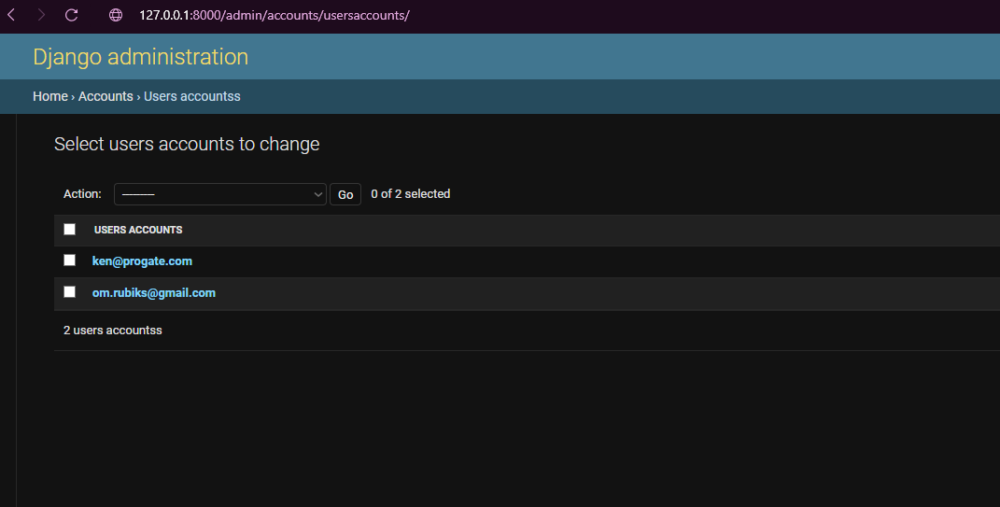 127.0.0.1:8000/admin/accounts/usersaccounts/
Django administration
Home › Accounts › Users accountss
Select users accounts to change
Action: --------- Go 0 of 2 selected
USERS ACCOUNTS
ken@progate.com
om.rubiks@gmail.com
2 users accountss